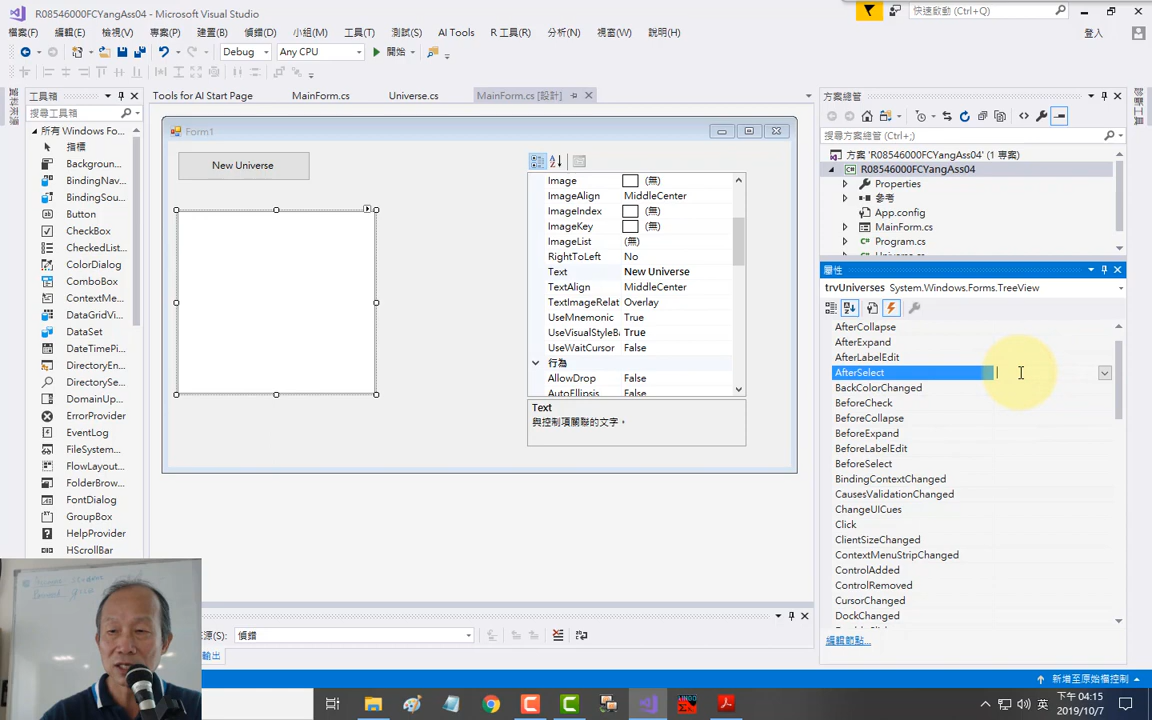 R08546000FCYangAss04 - Microsoft Visual Studio
快速啟動 (Ctrl+Q)
檔案(F) 編輯(E) 檢視(V) 專案(P) 建置(B) 偵錯(D) 小組(M) 工具(T) 測試(S) AI Tools R 工具(R) 分析(N) 視窗(W) 說明(H)
登入
Debug Any CPU 開始
工具箱
搜尋工具箱
所有 Windows Fo...
指標
Backgroun...
BindingNav...
BindingSou...
Button
CheckBox
CheckedList...
ColorDialog
ComboBox
ContextMe...
DataGridVi...
DataSet
DateTimePi...
DirectoryEn...
DirectorySe...
DomainUp...
ErrorProvider
EventLog
FileSystem...
FlowLayout...
FolderBrow...
FontDialog
GroupBox
HelpProvider
HScrollBar
Tools for AI Start Page MainForm.cs Universe.cs MainForm.cs [設計]
Form1
New Universe
Image (無)
ImageAlign MiddleCenter
ImageIndex (無)
ImageKey (無)
ImageList (無)
RightToLeft No
Text New Universe
TextAlign MiddleCenter
TextImageRelat Overlay
UseMnemonic True
UseVisualStyleBa True
UseWaitCursor False
行為
AllowDrop False
AutoEllipsis False
Text
與控制項關聯的文字。
源(S): 偵錯
輸出
方案總管
搜尋方案總管 (Ctrl+;)
方案 'R08546000FCYangAss04' (1 專案)
R08546000FCYangAss04
Properties
參考
App.config
MainForm.cs
Program.cs
Universe.cs
屬性
trvUniverses System.Windows.Forms.TreeView
AfterCollapse
AfterExpand
AfterLabelEdit
AfterSelect
BackColorChanged
BeforeCheck
BeforeCollapse
BeforeExpand
BeforeLabelEdit
BeforeSelect
BindingContextChanged
CausesValidationChanged
ChangeUICues
Click
ClientSizeChanged
ContextMenuStripChanged
ControlAdded
ControlRemoved
CursorChanged
DockChanged
編輯節點...
新增至原始檔控制
英
下午 04:15
2019/10/7